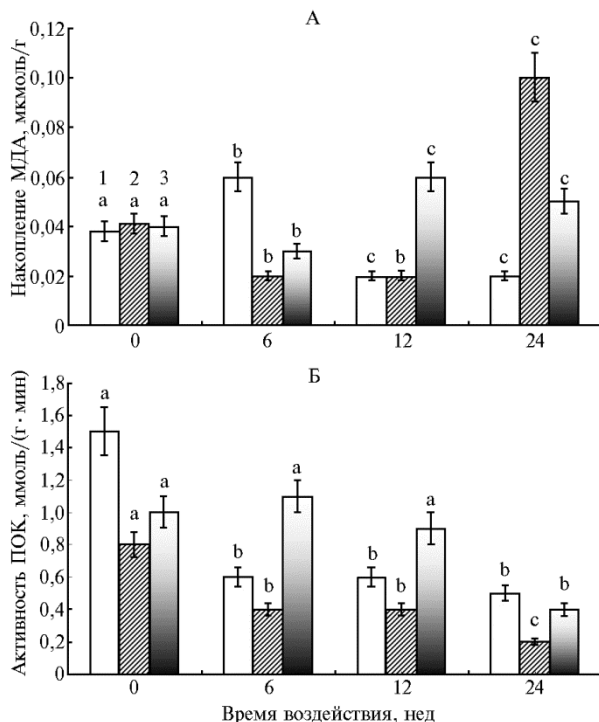 А
Накопление МДА, мкмоль/г
0,12
0,10
0,08
0,06
0,04
0,02
0
1 2 3
a a a
b b b
c b c
c c c
0 6 12 24
Б
Активность ПОК, ммоль/(г·мин)
1,8
1,6
1,4
1,2
1,0
0,8
0,6
0,4
0,2
0
a a a
b b a
b b a
b c b
0 6 12 24
Время воздействия, нед